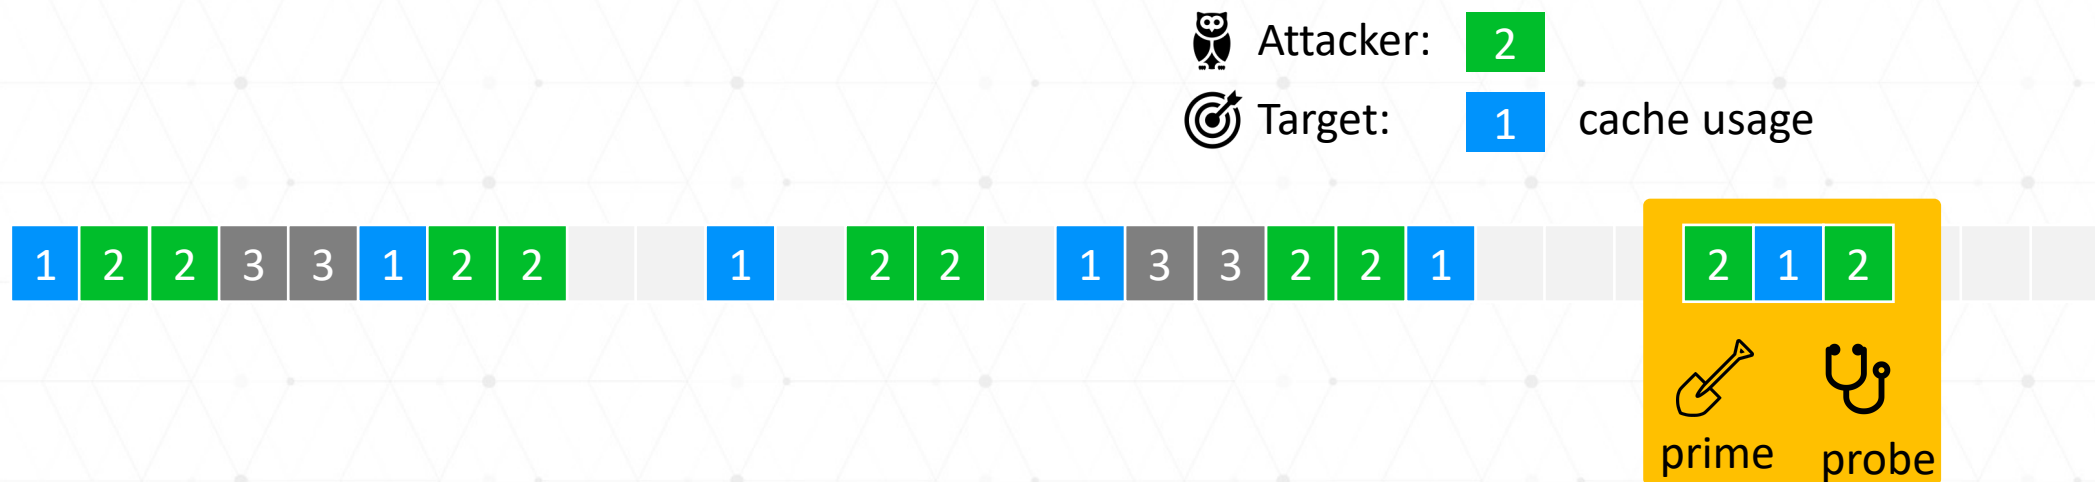 Attacker: 2
Target: 1 cache usage
1 2 2 3 3 1 2 2 1 2 2 1 3 3 2 2 1 2 1 2
prime probe